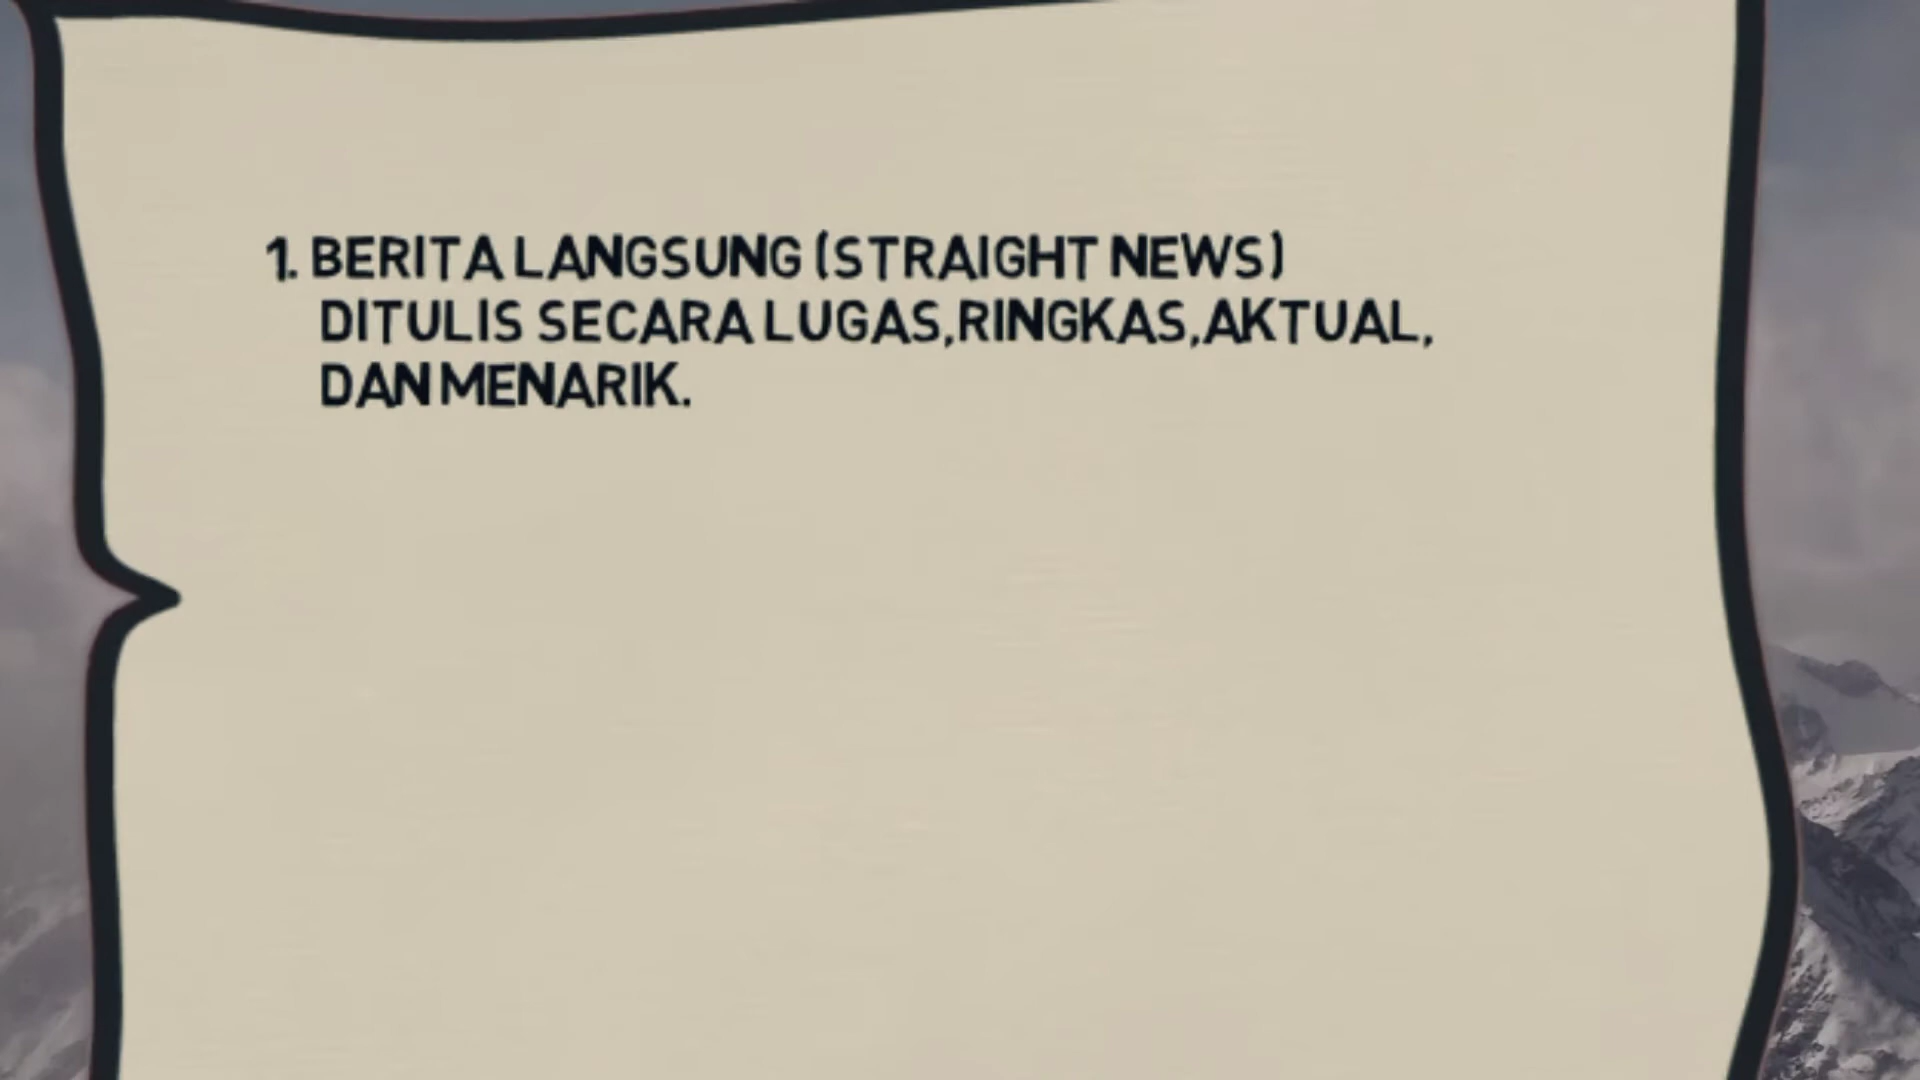 1. BERITA LANGSUNG (STRAIGHT NEWS)
DITULIS SECARA LUGAS,RINGKAS,AKTUAL,
DAN MENARIK.